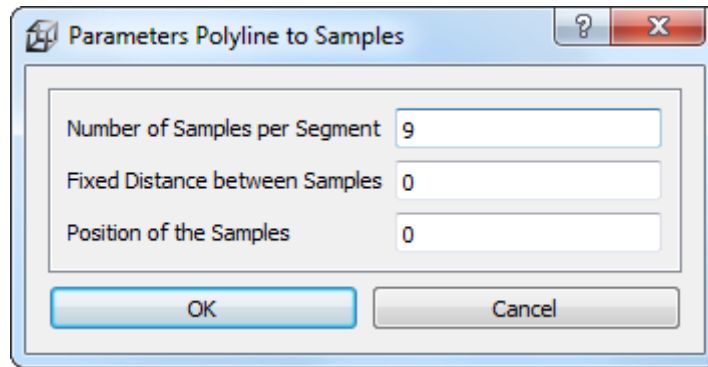 Parameters Polyline to Samples
Number of Samples per Segment 9
Fixed Distance between Samples 0
Position of the Samples 0
OK Cancel